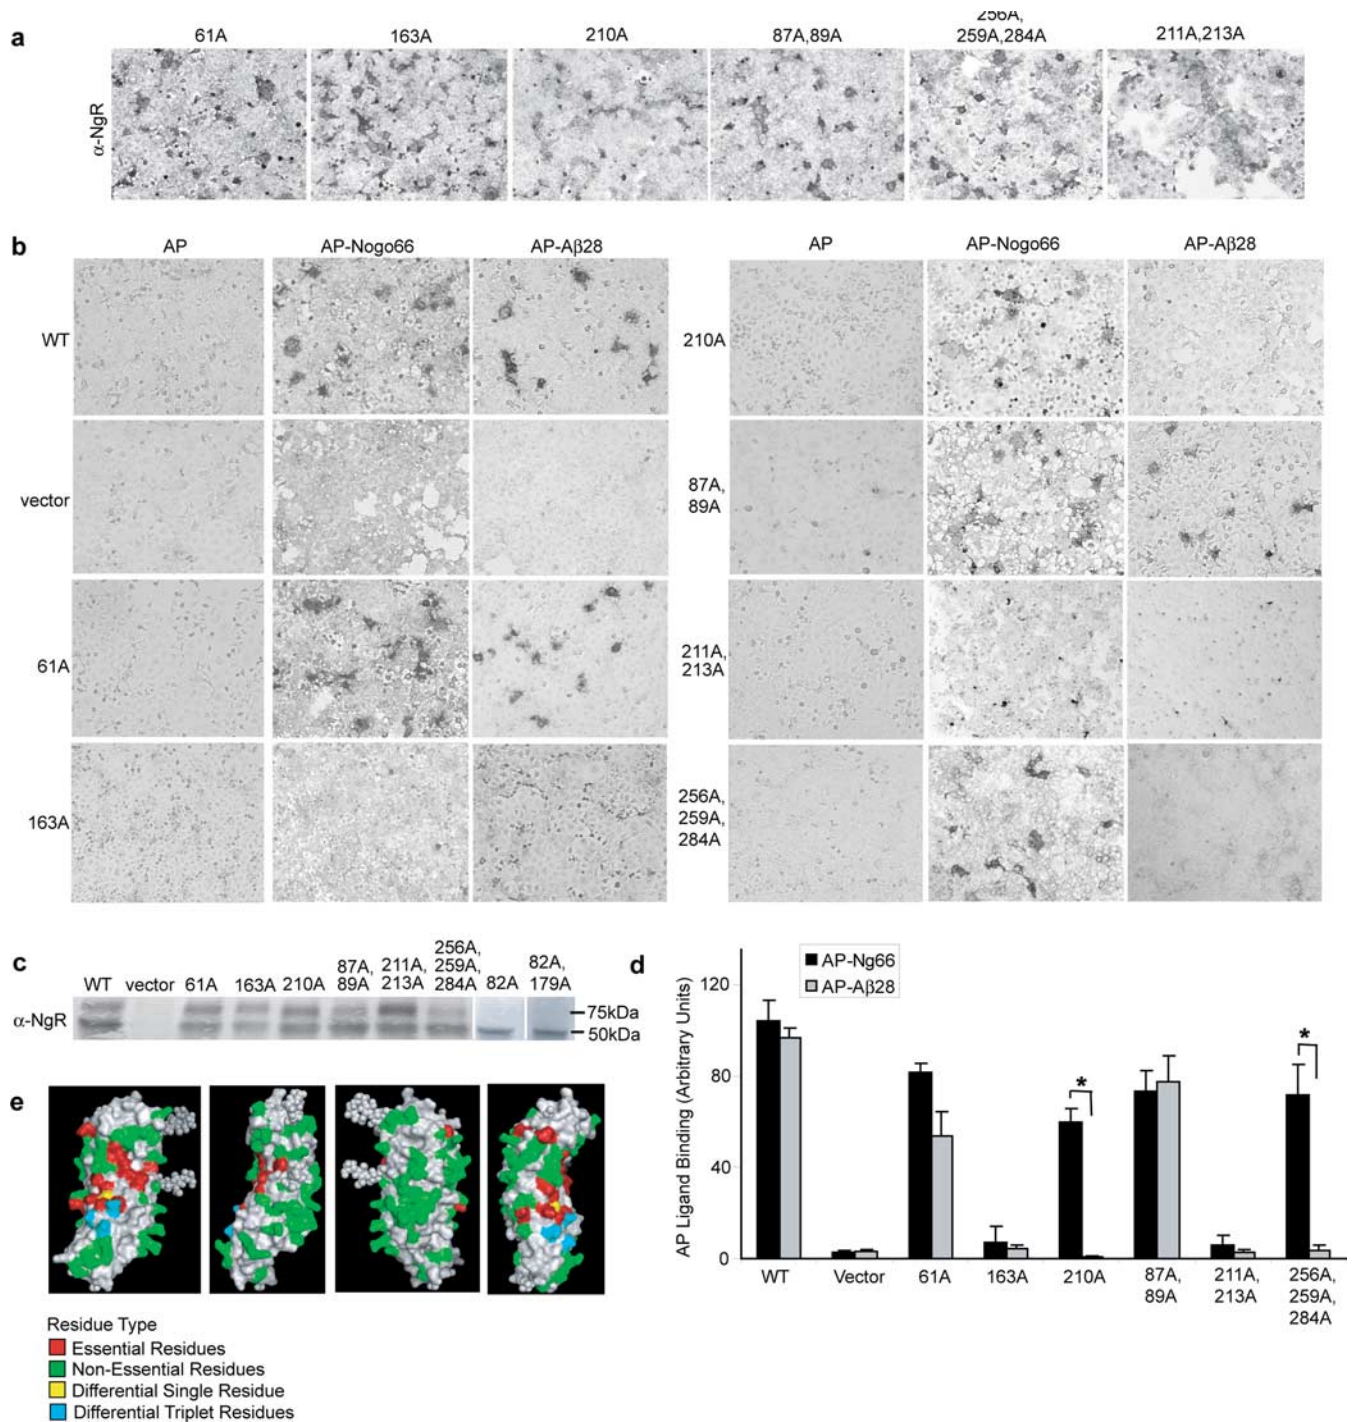 a
61A 163A 210A 87A,89A 256A, 259A,284A 211A,213A
α-NgR
b
AP AP-Nogo66 AP-Aβ28
WT
vector
61A
163A
AP AP-Nogo66 AP-Aβ28
210A
87A,
89A
211A,
213A
256A,
259A,
284A
c
WT vector 61A 163A 210A 87A, 89A 211A, 213A 256A, 259A, 284A 82A 82A, 179A
α-NgR
75kDa
50kDa
d
AP-Ng66
AP-Aβ28
AP Ligand Binding (Arbitrary Units)
120
80
40
0
* *
WT Vector 61A 163A 210A 87A, 89A 211A, 213A 256A, 259A, 284A
e
Residue Type
Essential Residues
Non-Essential Residues
Differential Single Residue
Differential Triplet Residues